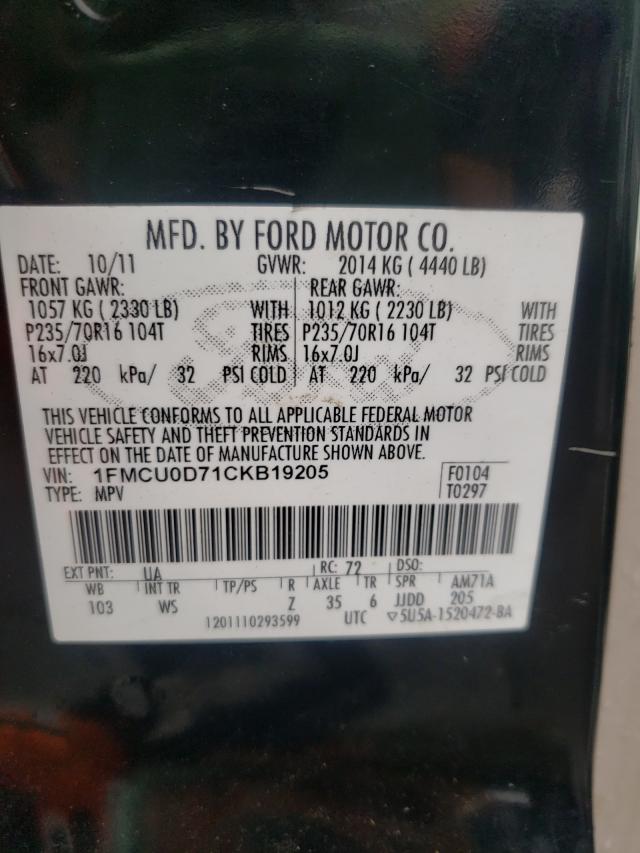 MFD. BY FORD MOTOR CO.
DATE: 10/11 GVWR: 2014 KG ( 4440 LB)
FRONT GAWR: REAR GAWR:
1057 KG ( 2330 LB) WITH 1012 KG ( 2230 LB) WITH
P235/70R16 104T TIRES P235/70R16 104T TIRES
16x7.0J RIMS 16x7.0J RIMS
AT 220 kPa/ 32 PSI COLD AT 220 kPa/ 32 PSI COLD
THIS VEHICLE CONFORMS TO ALL APPLICABLE FEDERAL MOTOR
VEHICLE SAFETY AND THEFT PREVENTION STANDARDS IN
EFFECT ON THE DATE OF MANUFACTURE SHOWN ABOVE.
VIN: 1FMCU0D71CKB19205 F0104
TYPE: MPV T0297
EXT PNT: UA RC: 72 DSO:
WB INT TR TP/PS R AXLE TR SPR AM71A
103 WS Z 35 6 JJDD 205
1201110293599 UTC ▽5U5A-1520472-BA